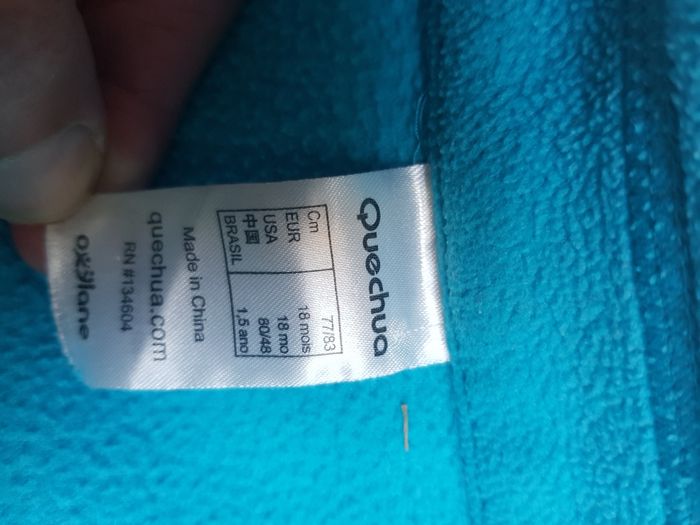 Quechua
Cm 77/83
EUR 18 mois
USA 18 mo
中国 80/48
BRASIL 1,5 ano
Made in China
quechua.com
RN #134604
oxylane